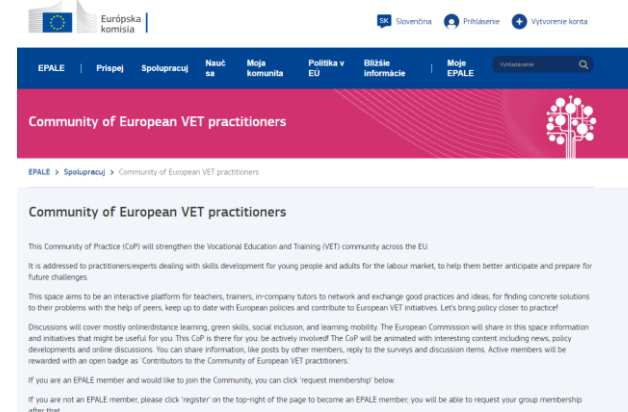 Európska
komisia
SK Slovenčina
Prihlásenie
Vytvorenie konta
EPALE | Prispej Spolupracuj Nauč sa Moja komunita Politika v EÚ Bližšie informácie | Moje EPALE Vyhľadávanie
Community of European VET practitioners
EPALE > Spolupracuj > Community of European VET practitioners
Community of European VET practitioners
This Community of Practice (CoP) will strengthen the Vocational Education and Training (VET) community across the EU.
It is addressed to practitioners/experts dealing with skills development for young people and adults for the labour market, to help them better anticipate and prepare for
future challenges.
This space aims to be an interactive platform for teachers, trainers, in-company tutors to network and exchange good practices and ideas, for finding concrete solutions
to their problems with the help of peers, keep up to date with European policies and contribute to European VET initiatives. Let's bring policy closer to practice!
Discussions will cover mostly online/distance learning, green skills, social inclusion, and learning mobility. The European Commission will share in this space information
and initiatives that might be useful for you. This CoP is there for you: be actively involved! The CoP will be animated with interesting content including news, policy
developments and online discussions. You can share information, like posts by other members, reply to the surveys and discussion items. Active members will be
rewarded with an open badge as 'Contributors to the Community of European VET practitioners.'
If you are an EPALE member and would like to join the Community, you can click 'request membership' below.
If you are not an EPALE member, please click 'register' on the top-right of the page to become an EPALE member; you will be able to request your group membership
after that.